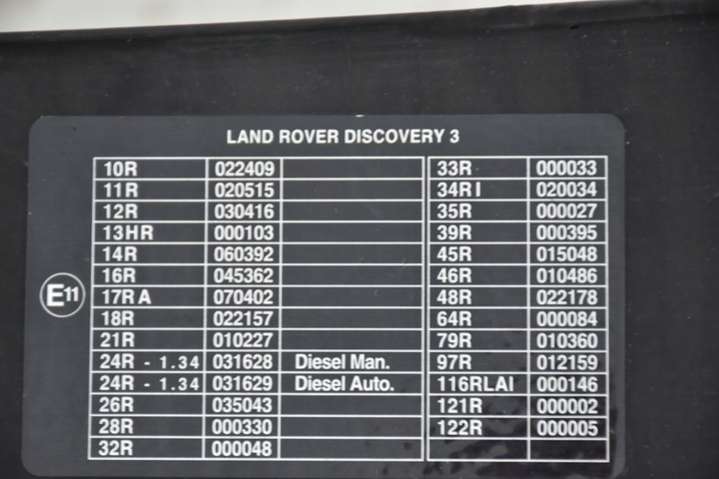 LAND ROVER DISCOVERY 3
E11
10R 022409
11R 020515
12R 030416
13HR 000103
14R 060392
16R 045362
17RA 070402
18R 022157
21R 010227
24R - 1.34 031628 Diesel Man.
24R - 1.34 031629 Diesel Auto.
26R 035043
28R 000330
32R 000048
33R 000033
34RI 020034
35R 000027
39R 000395
45R 015048
46R 010486
48R 022178
64R 000084
79R 010360
97R 012159
116RLAI 000146
121R 000002
122R 000005